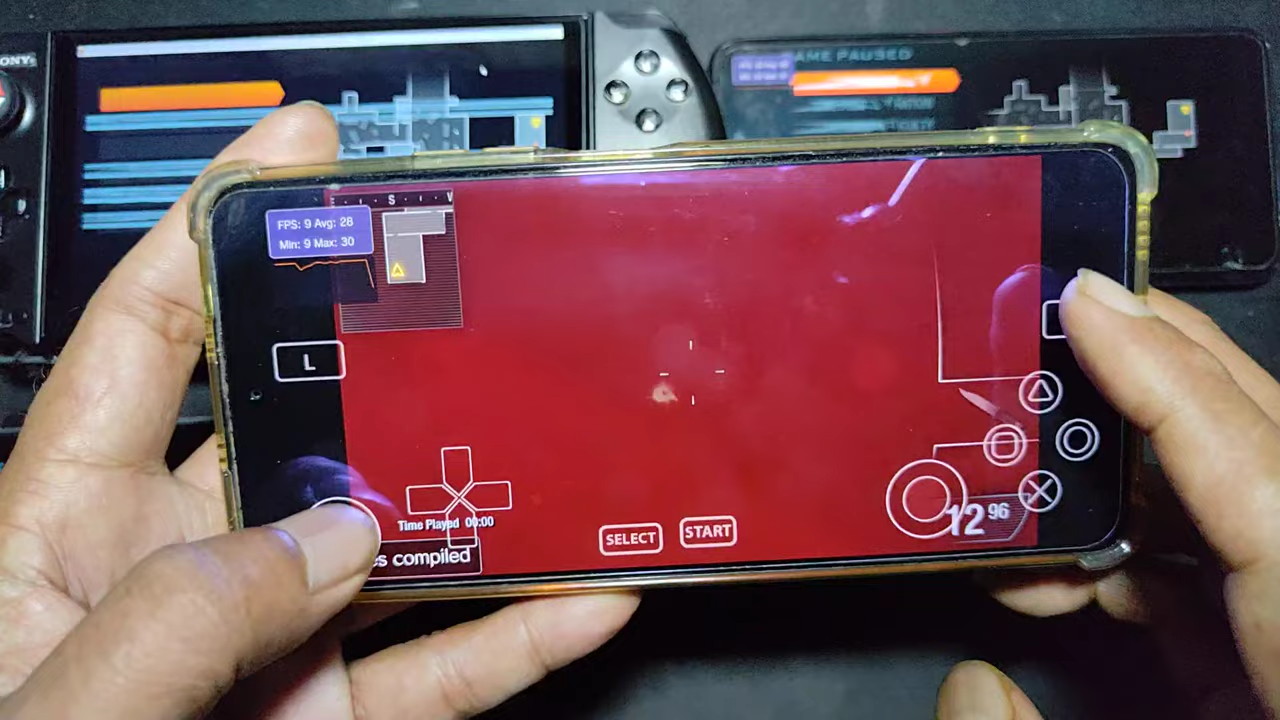 SONY
GAME PAUSED
S
FPS: 9 Avg: 28
Min: 9 Max: 30
L
Time Played 00:00
compiled
SELECT
START
12 96